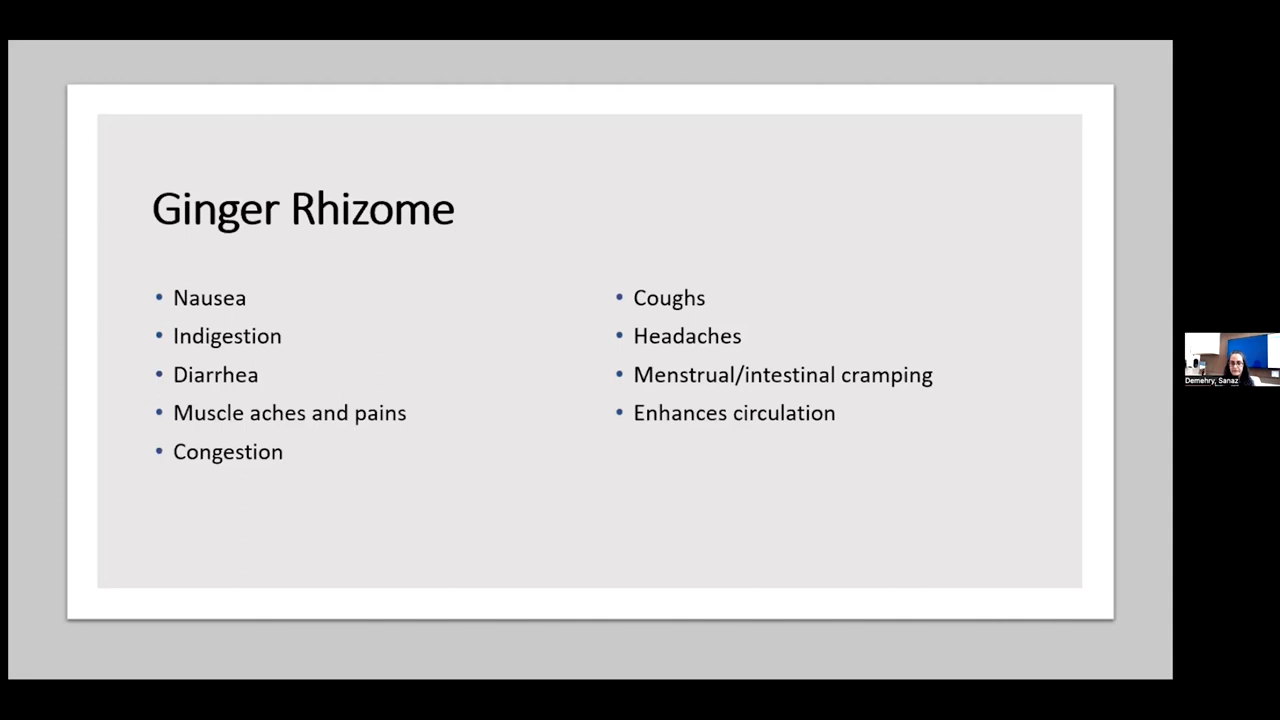 Ginger Rhizome
• Nausea
• Indigestion
• Diarrhea
• Muscle aches and pains
• Congestion
• Coughs
• Headaches
• Menstrual/intestinal cramping
• Enhances circulation
Demehry, Sanaz